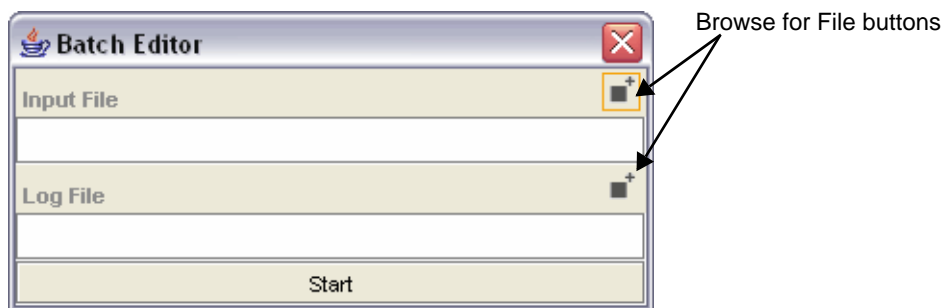 Browse for File buttons
Batch Editor
Input File
Log File
Start